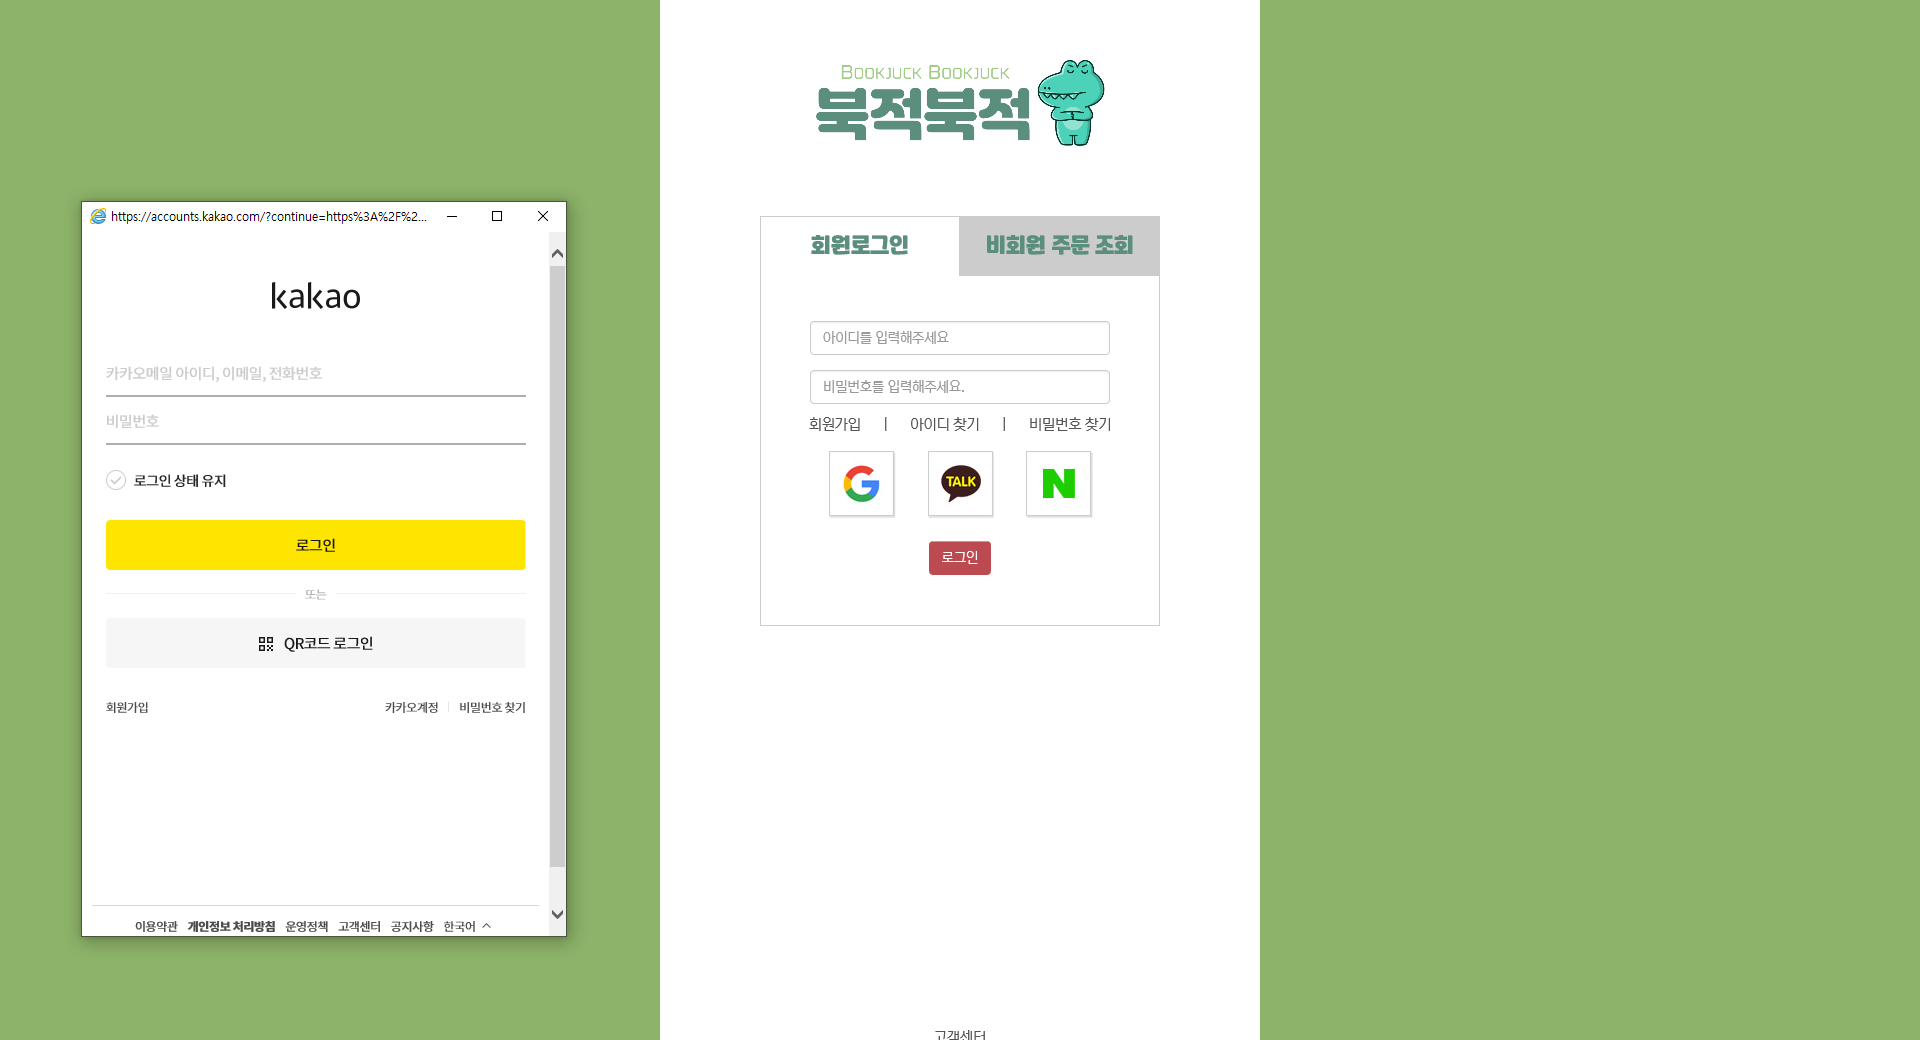 https://accounts.kakao.com/?continue=https%3A%2F%2...
kakao
카카오메일 아이디, 이메일, 전화번호
비밀번호
로그인 상태 유지
로그인
또는
QR코드 로그인
회원가입 카카오계정 비밀번호 찾기
이용약관 개인정보 처리방침 운영정책 고객센터 공지사항 한국어
Bookjuck Bookjuck
북적북적
회원로그인 비회원 주문 조회
아이디를 입력해주세요
비밀번호를 입력해주세요.
회원가입 | 아이디 찾기 | 비밀번호 찾기
G TALK N
로그인
고객센터